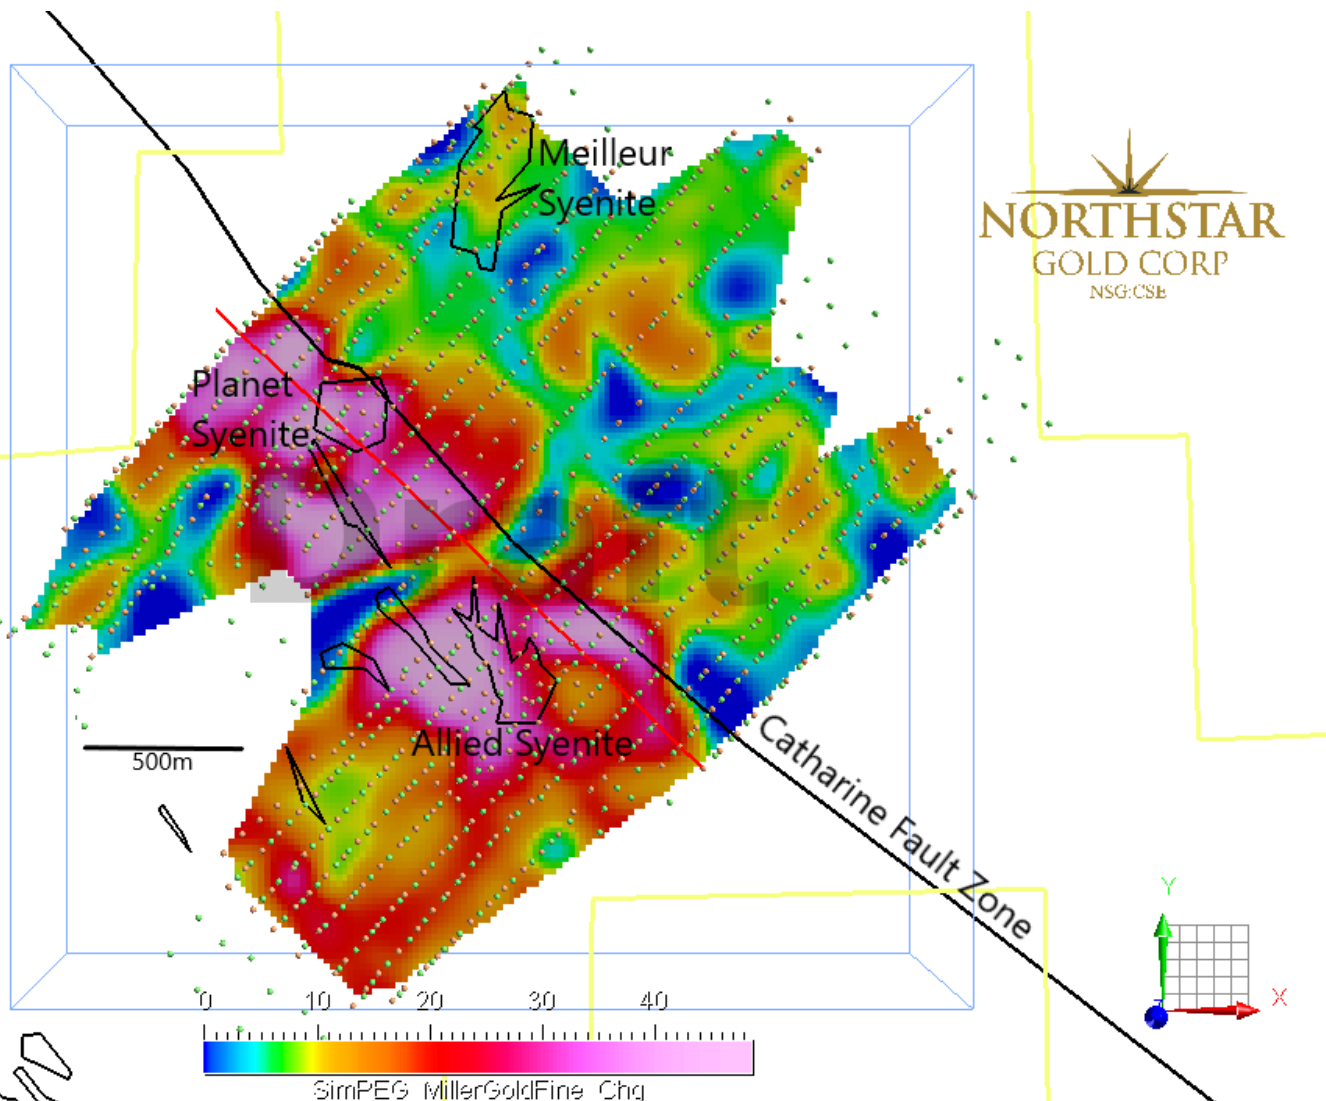 Meilleur
Syenite
NORTHSTAR
GOLD CORP
NSG:CSE
Planet
Syenite
Draft
Allied Syenite
500m
Catharine Fault Zone
0 10 20 30 40
SimPEG_MillerGoldFine_Chg
Y
X
Z